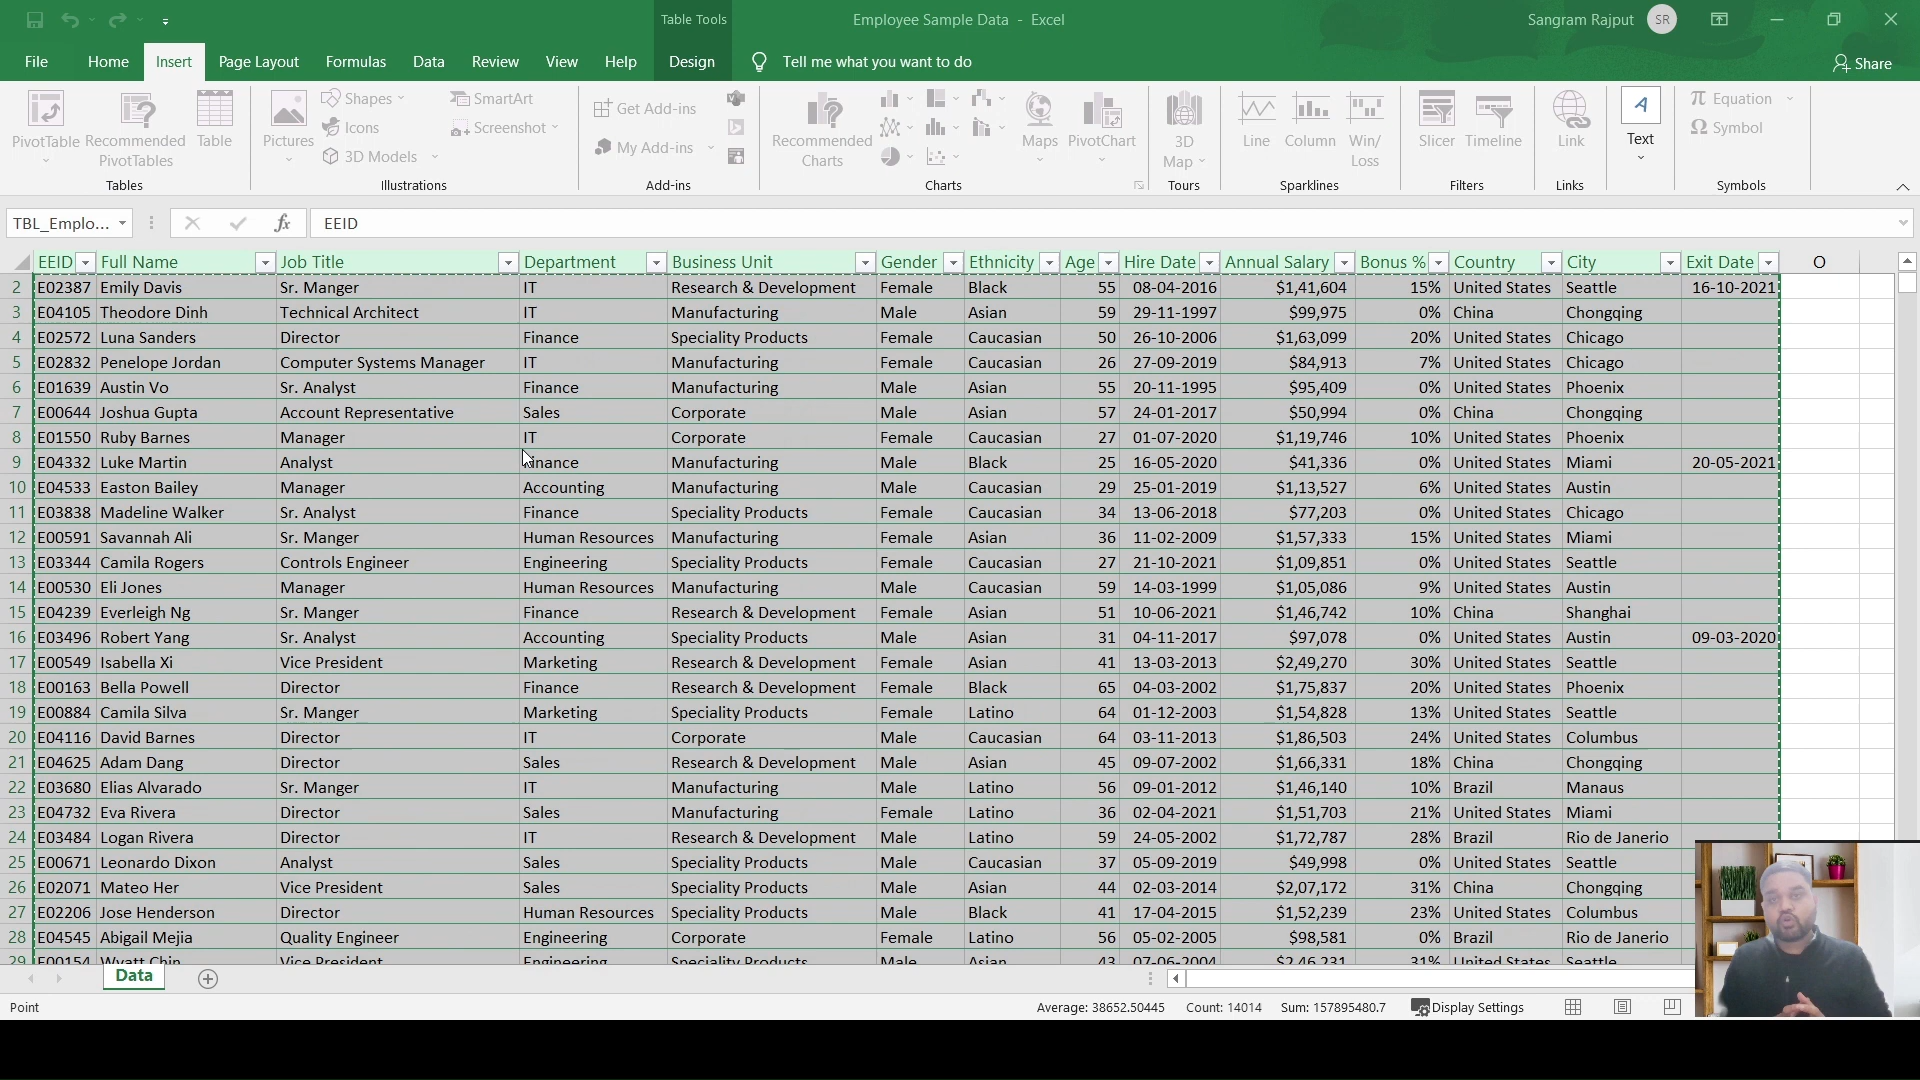 Table Tools
Employee Sample Data - Excel
Sangram Rajput SR
File Home Insert Page Layout Formulas Data Review View Help Design Tell me what you want to do Share
PivotTable
Recommended PivotTables
Table
Tables
Pictures
Shapes
Icons
3D Models
SmartArt
Screenshot
Illustrations
Get Add-ins
My Add-ins
Add-ins
Recommended Charts
Maps
PivotChart
Charts
3D Map
Tours
Line
Column
Win/ Loss
Sparklines
Slicer
Timeline
Filters
Link
Links
Text
Equation
Symbol
Symbols
TBL_Emplo... fx EEID
EEID Full Name Job Title Department Business Unit Gender Ethnicity Age Hire Date Annual Salary Bonus % Country City Exit Date O
2 E02387 Emily Davis Sr. Manger IT Research & Development Female Black 55 08-04-2016 $1,41,604 15% United States Seattle 16-10-2021
3 E04105 Theodore Dinh Technical Architect IT Manufacturing Male Asian 59 29-11-1997 $99,975 0% China Chongqing
4 E02572 Luna Sanders Director Finance Speciality Products Female Caucasian 50 26-10-2006 $1,63,099 20% United States Chicago
5 E02832 Penelope Jordan Computer Systems Manager IT Manufacturing Female Caucasian 26 27-09-2019 $84,913 7% United States Chicago
6 E01639 Austin Vo Sr. Analyst Finance Manufacturing Male Asian 55 20-11-1995 $95,409 0% United States Phoenix
7 E00644 Joshua Gupta Account Representative Sales Corporate Male Asian 57 24-01-2017 $50,994 0% China Chongqing
8 E01550 Ruby Barnes Manager IT Corporate Female Caucasian 27 01-07-2020 $1,19,746 10% United States Phoenix
9 E04332 Luke Martin Analyst Finance Manufacturing Male Black 25 16-05-2020 $41,336 0% United States Miami 20-05-2021
10 E04533 Easton Bailey Manager Accounting Manufacturing Male Caucasian 29 25-01-2019 $1,13,527 6% United States Austin
11 E03838 Madeline Walker Sr. Analyst Finance Speciality Products Female Caucasian 34 13-06-2018 $77,203 0% United States Chicago
12 E00591 Savannah Ali Sr. Manger Human Resources Manufacturing Female Asian 36 11-02-2009 $1,57,333 15% United States Miami
13 E03344 Camila Rogers Controls Engineer Engineering Speciality Products Female Caucasian 27 21-10-2021 $1,09,851 0% United States Seattle
14 E00530 Eli Jones Manager Human Resources Manufacturing Male Caucasian 59 14-03-1999 $1,05,086 9% United States Austin
15 E04239 Everleigh Ng Sr. Manger Finance Research & Development Female Asian 51 10-06-2021 $1,46,742 10% China Shanghai
16 E03496 Robert Yang Sr. Analyst Accounting Speciality Products Male Asian 31 04-11-2017 $97,078 0% United States Austin 09-03-2020
17 E00549 Isabella Xi Vice President Marketing Research & Development Female Asian 41 13-03-2013 $2,49,270 30% United States Seattle
18 E00163 Bella Powell Director Finance Research & Development Female Black 65 04-03-2002 $1,75,837 20% United States Phoenix
19 E00884 Camila Silva Sr. Manger Marketing Speciality Products Female Latino 64 01-12-2003 $1,54,828 13% United States Seattle
20 E04116 David Barnes Director IT Corporate Male Caucasian 64 03-11-2013 $1,86,503 24% United States Columbus
21 E04625 Adam Dang Director Sales Research & Development Male Asian 45 09-07-2002 $1,66,331 18% China Chongqing
22 E03680 Elias Alvarado Sr. Manger IT Manufacturing Male Latino 56 09-01-2012 $1,46,140 10% Brazil Manaus
23 E04732 Eva Rivera Director Sales Manufacturing Female Latino 36 02-04-2021 $1,51,703 21% United States Miami
24 E03484 Logan Rivera Director IT Research & Development Male Latino 59 24-05-2002 $1,72,787 28% Brazil Rio de Janerio
25 E00671 Leonardo Dixon Analyst Sales Speciality Products Male Caucasian 37 05-09-2019 $49,998 0% United States Seattle
26 E02071 Mateo Her Vice President Sales Speciality Products Male Asian 44 02-03-2014 $2,07,172 31% China Chongqing
27 E02206 Jose Henderson Director Human Resources Speciality Products Male Black 41 17-04-2015 $1,52,239 23% United States Columbus
28 E04545 Abigail Mejia Quality Engineer Engineering Corporate Female Latino 56 05-02-2005 $98,581 0% Brazil Rio de Janerio
29 E00154 Wyatt Chin Vice President Engineering Speciality Products Male Asian 43 07-06-2004 $2,46,231 31% United States Seattle
Data
Point Average: 38652.50445 Count: 14014 Sum: 157895480.7 Display Settings